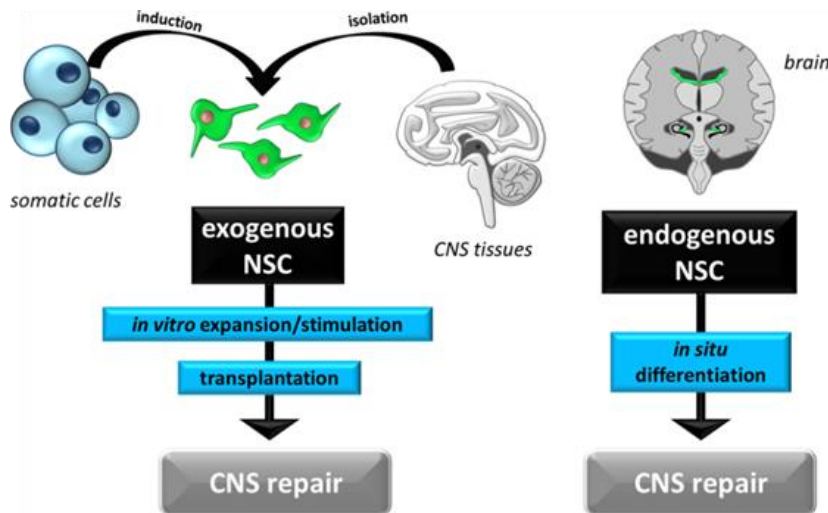 induction
isolation
brain
somatic cells
CNS tissues
exogenous
NSC
in vitro expansion/stimulation
transplantation
CNS repair
endogenous
NSC
in situ
differentiation
CNS repair